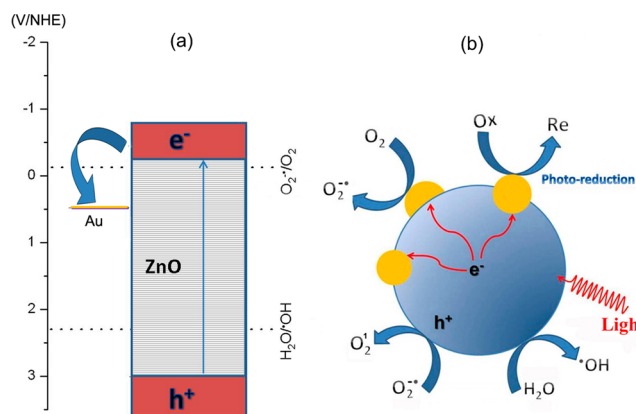 (V/NHE)
(a)
(b)
-2
-1
0
1
2
3
e⁻
O₂⁻•/O₂
Au
ZnO
H₂O/•OH
h⁺
O₂
Ox
Re
Photo-reduction
O₂⁻•
e⁻
h⁺
Ligh
O₂¹
•OH
O₂⁻•
H₂O